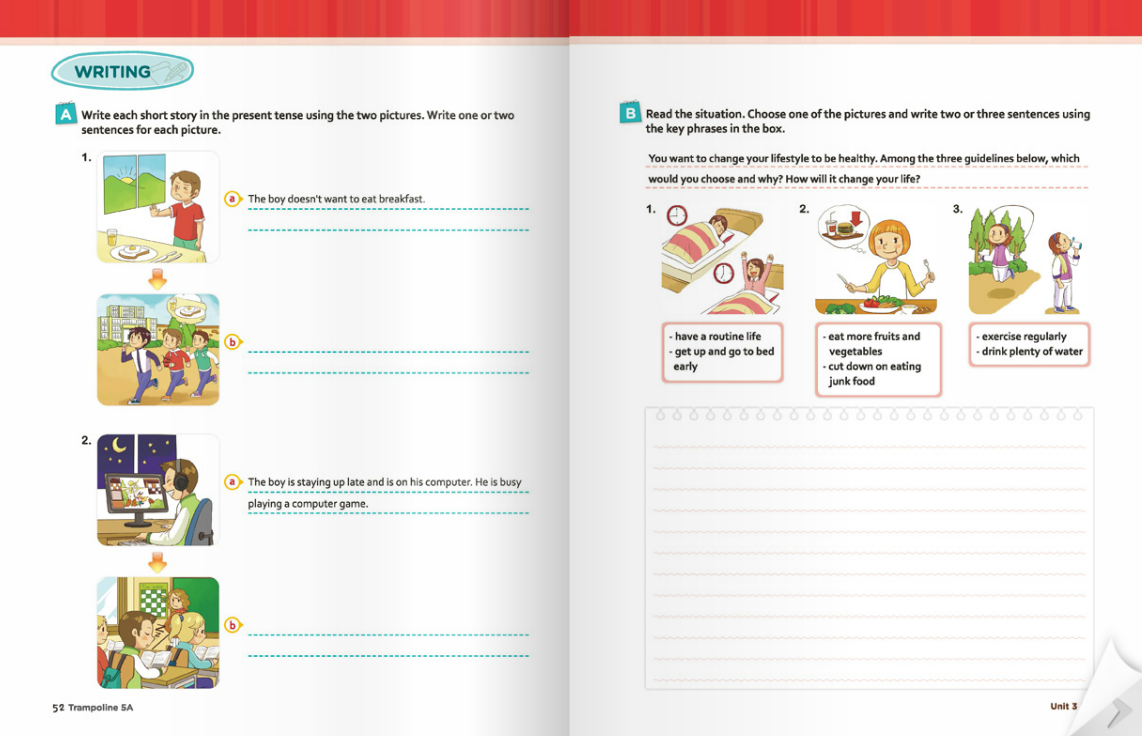 WRITING
A Write each short story in the present tense using the two pictures. Write one or two
sentences for each picture.
1.
a The boy doesn't want to eat breakfast.
b
2.
a The boy is staying up late and is on his computer. He is busy
playing a computer game.
b
52 Trampoline 5A
B Read the situation. Choose one of the pictures and write two or three sentences using
the key phrases in the box.
You want to change your lifestyle to be healthy. Among the three guidelines below, which
would you choose and why? How will it change your life?
1.
- have a routine life
- get up and go to bed
early
2.
- eat more fruits and
vegetables
- cut down on eating
junk food
3.
- exercise regularly
- drink plenty of water
Unit 3